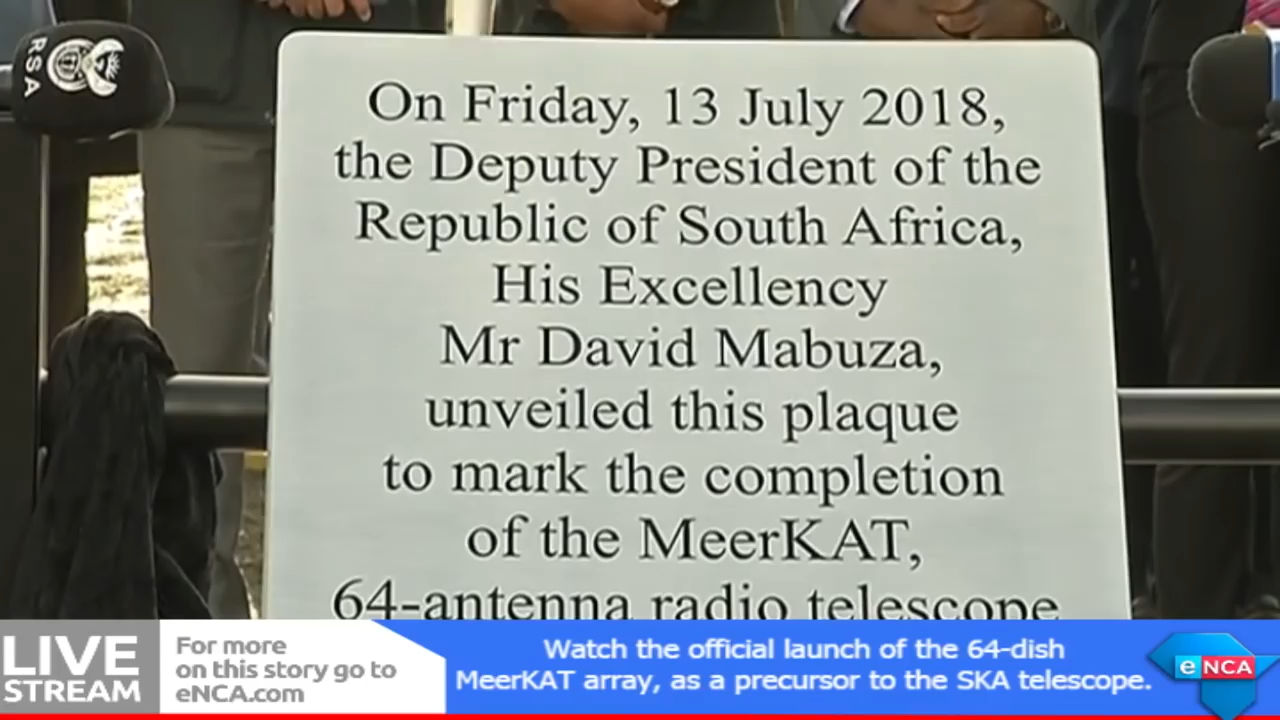 RSA
On Friday, 13 July 2018,
the Deputy President of the
Republic of South Africa,
His Excellency
Mr David Mabuza,
unveiled this plaque
to mark the completion
of the MeerKAT,
64-antenna radio telescope
LIVE
STREAM
For more
on this story go to
eNCA.com
Watch the official launch of the 64-dish
MeerKAT array, as a precursor to the SKA telescope.
eNCA